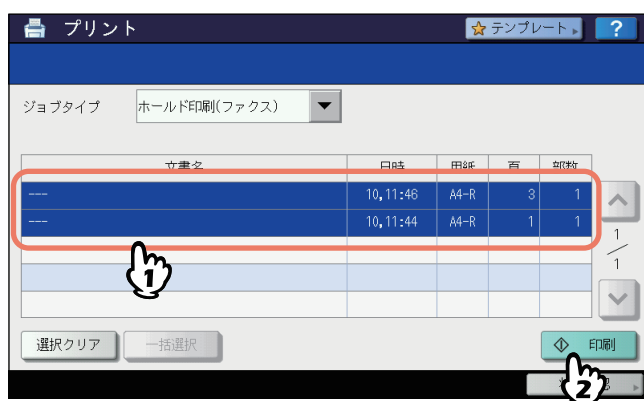 プリント テンプレート ?
ジョブタイプ ホールド印刷(ファクス)
文書名 日時 用紙 頁 部数
--- 10,11:46 A4-R 3 1
--- 10,11:44 A4-R 1 1
1
1
1
選択クリア 一括選択 印刷
2